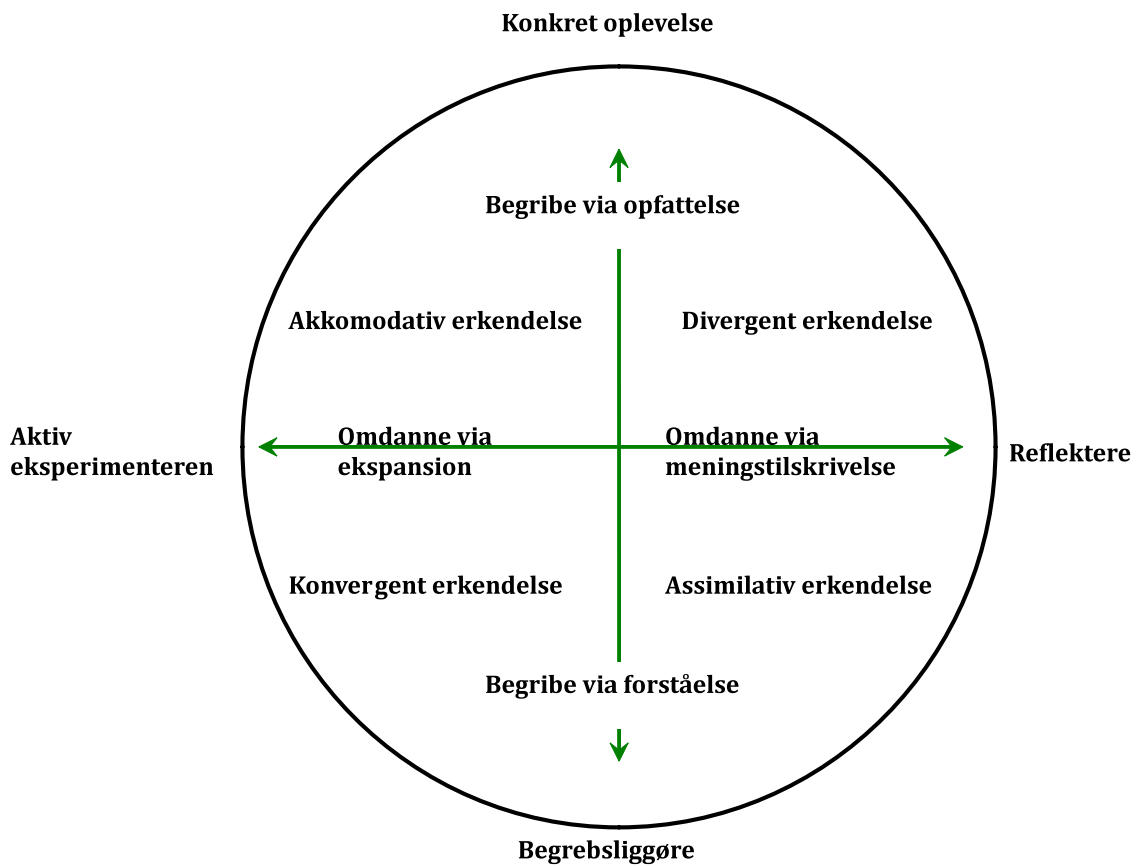 Konkret oplevelse
Begribe via opfattelse
Akkomodativ erkendelse
Divergent erkendelse
Aktiv
eksperimenteren
Omdanne via
ekspansion
Omdanne via
meningstilskrivelse
Reflektere
Konvergent erkendelse
Assimilativ erkendelse
Begribe via forståelse
Begrebsliggøre